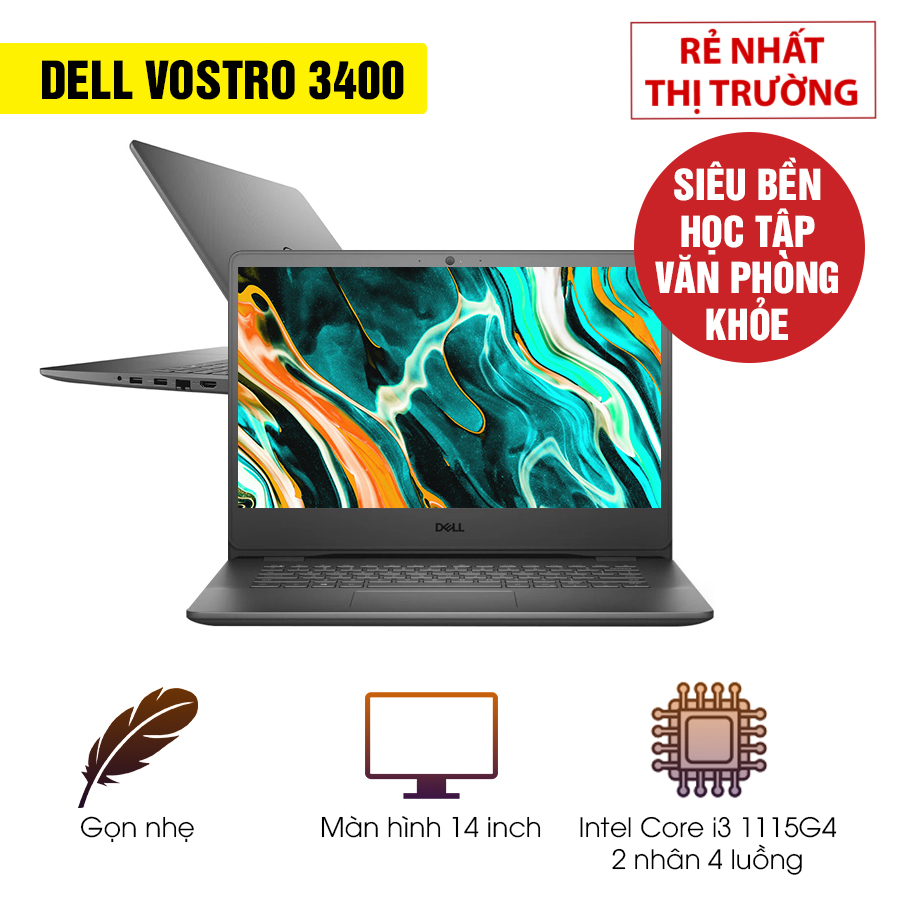 DELL VOSTRO 3400
RẺ NHẤT
THỊ TRƯỜNG
SIÊU BỀN
HỌC TẬP
VĂN PHÒNG
KHỎE
DELL
Gọn nhẹ
Màn hình 14 inch
Intel Core i3 1115G4
2 nhân 4 luồng